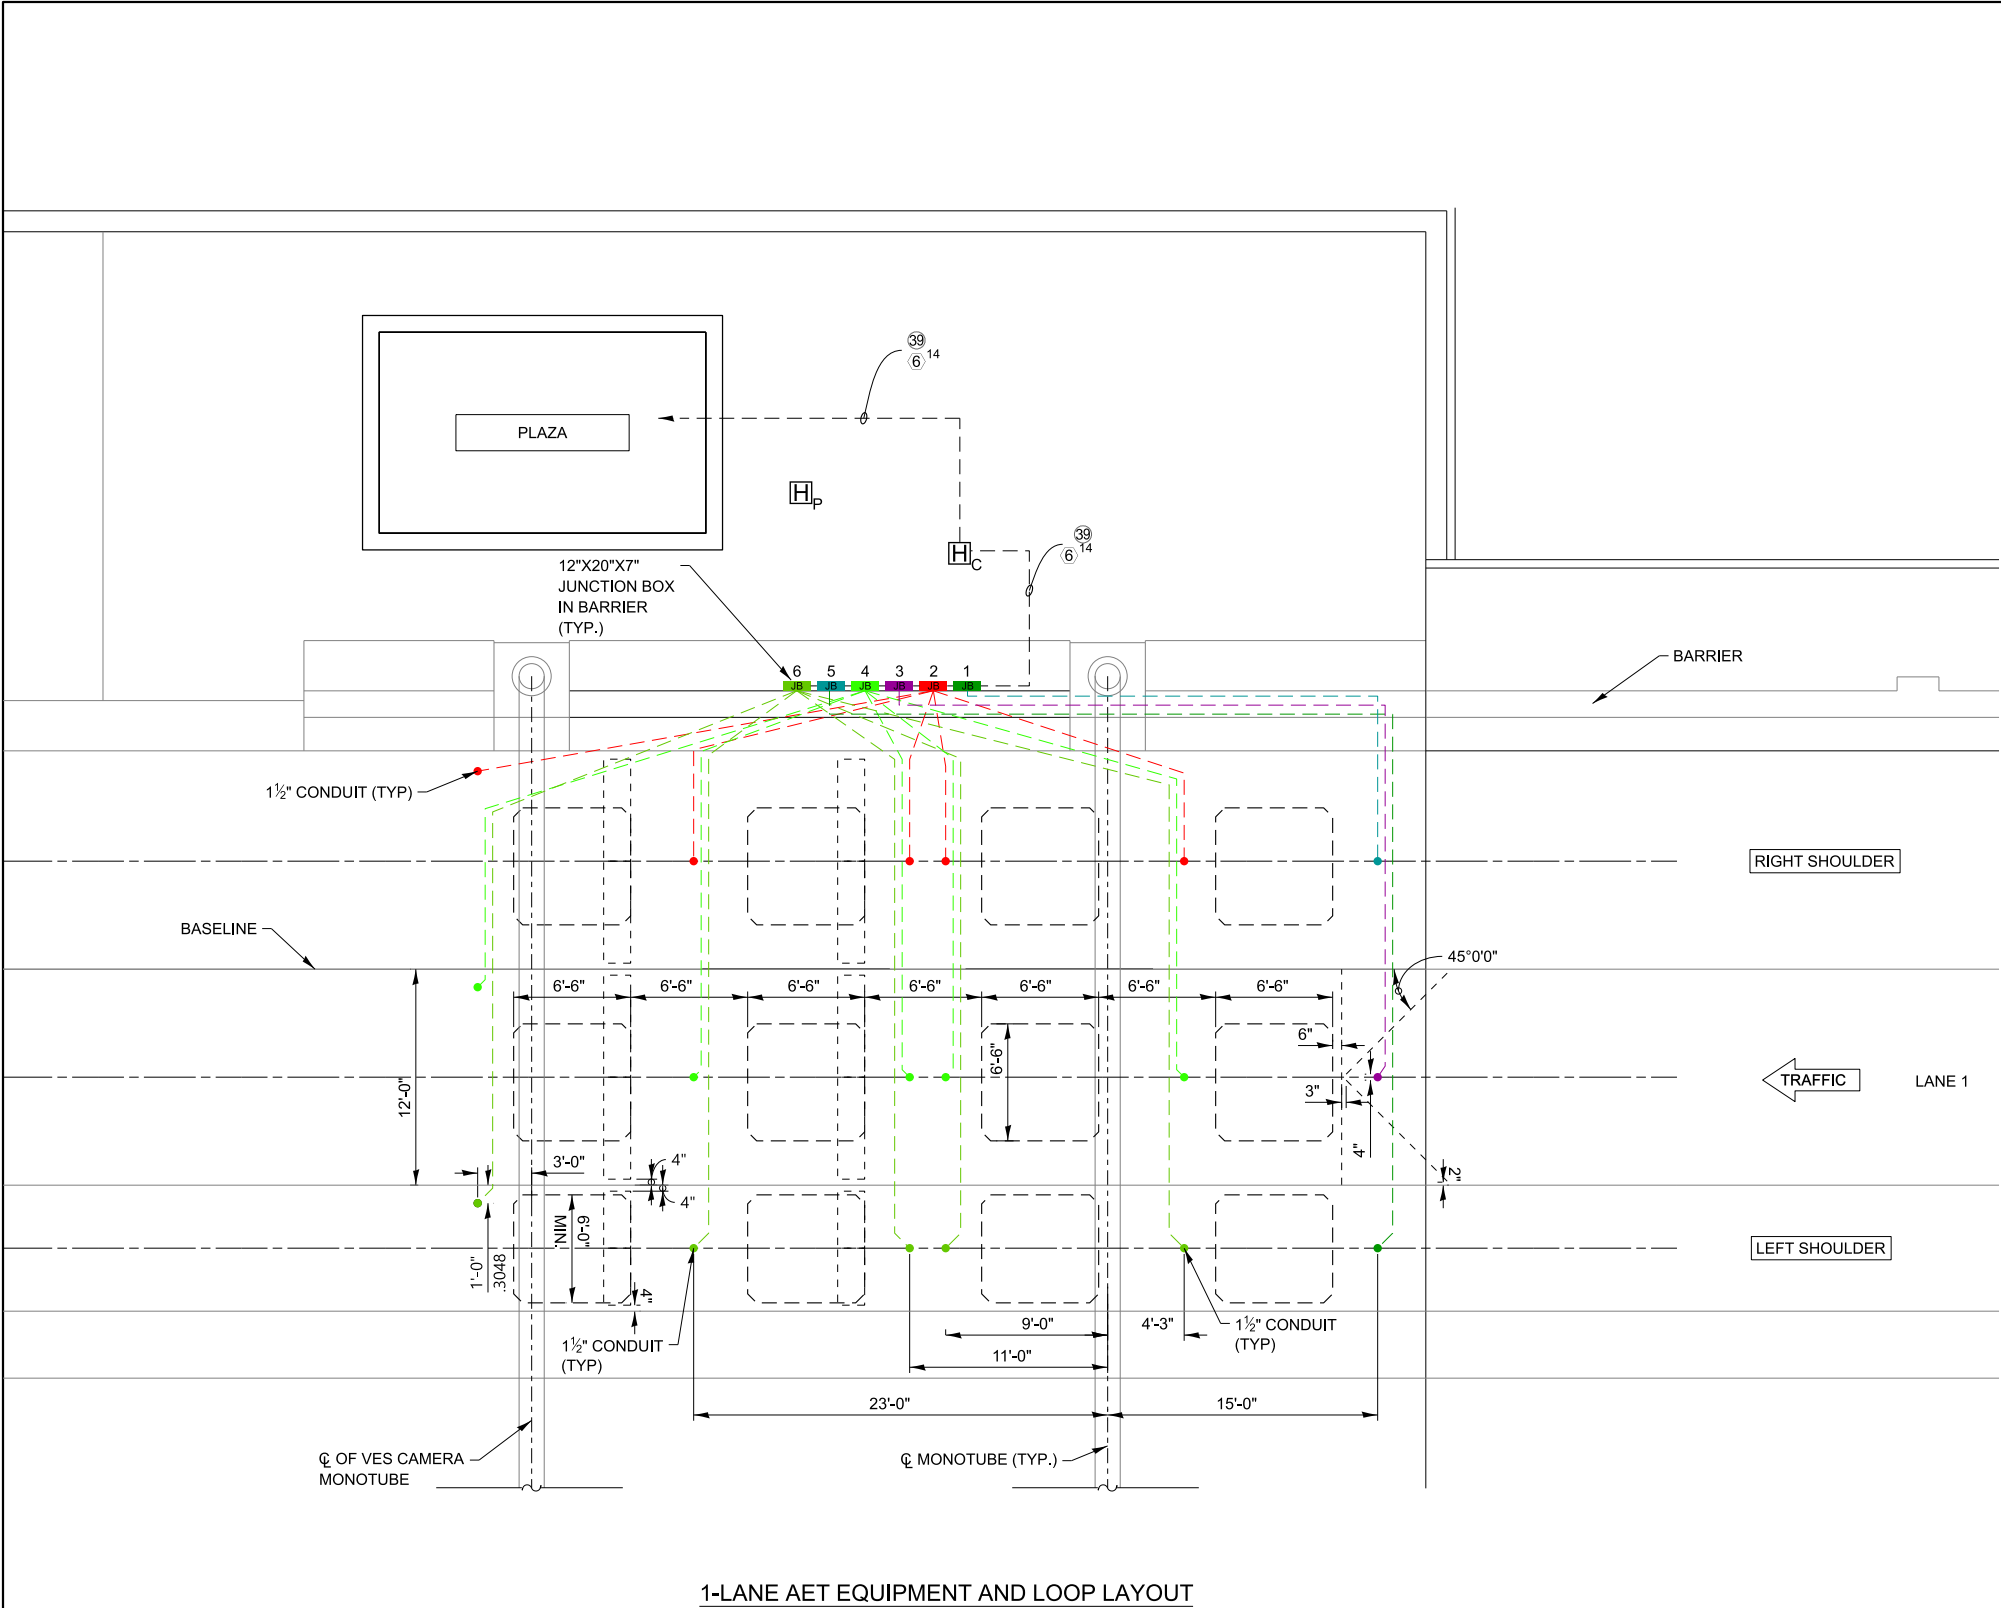 39
6 14
PLAZA
H P
39
6 14
H C
12"X20"X7"
JUNCTION BOX
IN BARRIER
(TYP.)
6 5 4 3 2 1
JB JB JB JB JB JB
BARRIER
1½" CONDUIT (TYP)
RIGHT SHOULDER
BASELINE
45°0'0"
6'-6" 6'-6" 6'-6" 6'-6" 6'-6" 6'-6" 6'-6"
6"
6'-6"
TRAFFIC
LANE 1
12'-0"
3"
4"
3'-0"
4"
2"
4"
6'-0"
MIN.
LEFT SHOULDER
1'-0"
.3048
4"
9'-0"
4'-3"
1½" CONDUIT
(TYP)
1½" CONDUIT
(TYP)
11'-0"
23'-0"
15'-0"
℄ OF VES CAMERA
MONOTUBE
℄ MONOTUBE (TYP.)
1-LANE AET EQUIPMENT AND LOOP LAYOUT